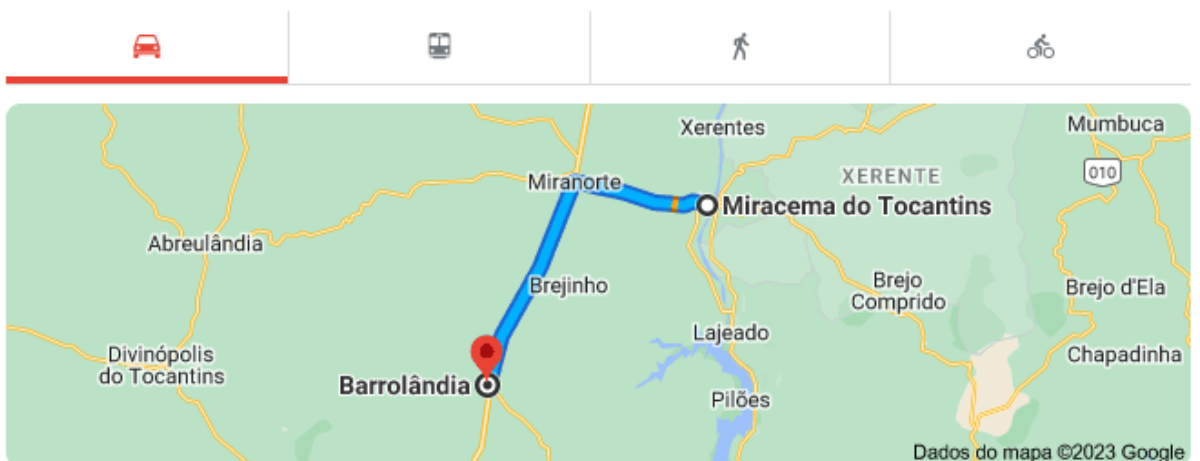 Xerentes
Mumbuca
010
XERENTE
Miranorte
Miracema do Tocantins
Abreulândia
Brejinho
Brejo
Comprido
Brejo d'Ela
Lajeado
Divinópolis
do Tocantins
Chapadinha
Barrolândia
Pilões
Dados do mapa ©2023 Google